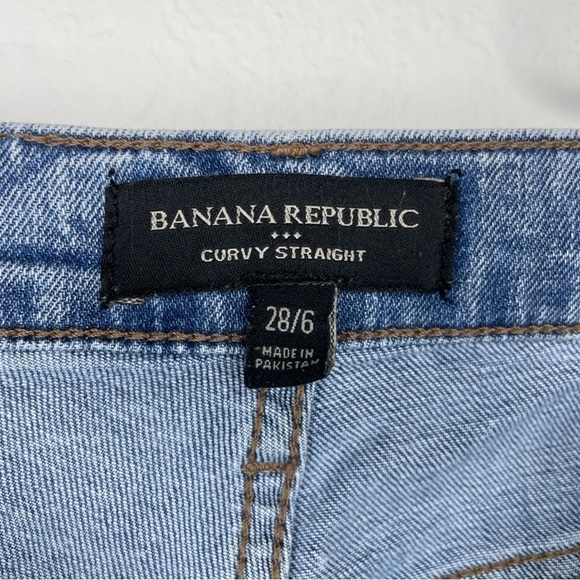 BANANA REPUBLIC
CURVY STRAIGHT
28/6
MADE IN
PAKISTAN